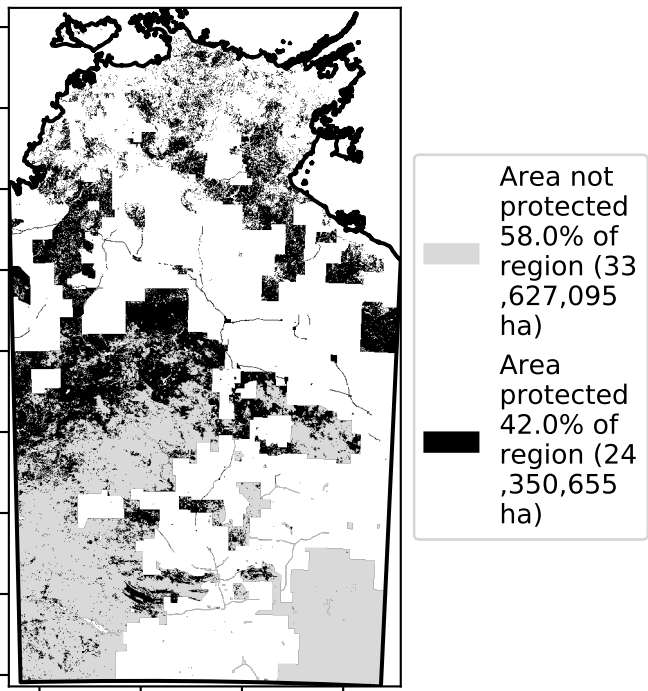 Area not
protected
58.0% of
region (33
,627,095
ha)
Area
protected
42.0% of
region (24
,350,655
ha)